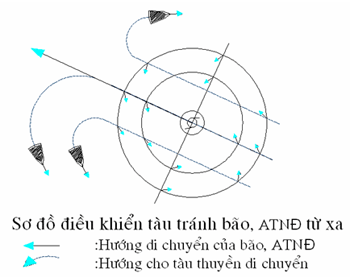 Sơ đồ điều khiển tàu tránh bão, ATNĐ từ xa
:Hướng di chuyển của bão, ATNĐ
:Hướng cho tàu thuyền di chuyển